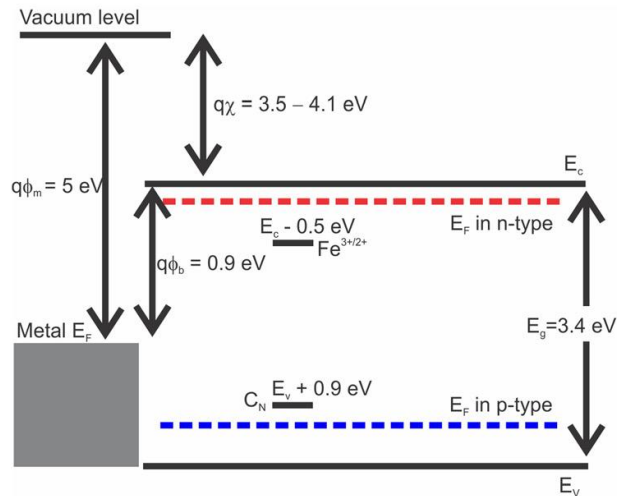 Vacuum level
qχ = 3.5 – 4.1 eV
qϕm = 5 eV
Ec
EF in n-type
Ec - 0.5 eV
Fe3+/2+
qϕb = 0.9 eV
Metal EF
Eg=3.4 eV
Ev + 0.9 eV
CN
EF in p-type
EV